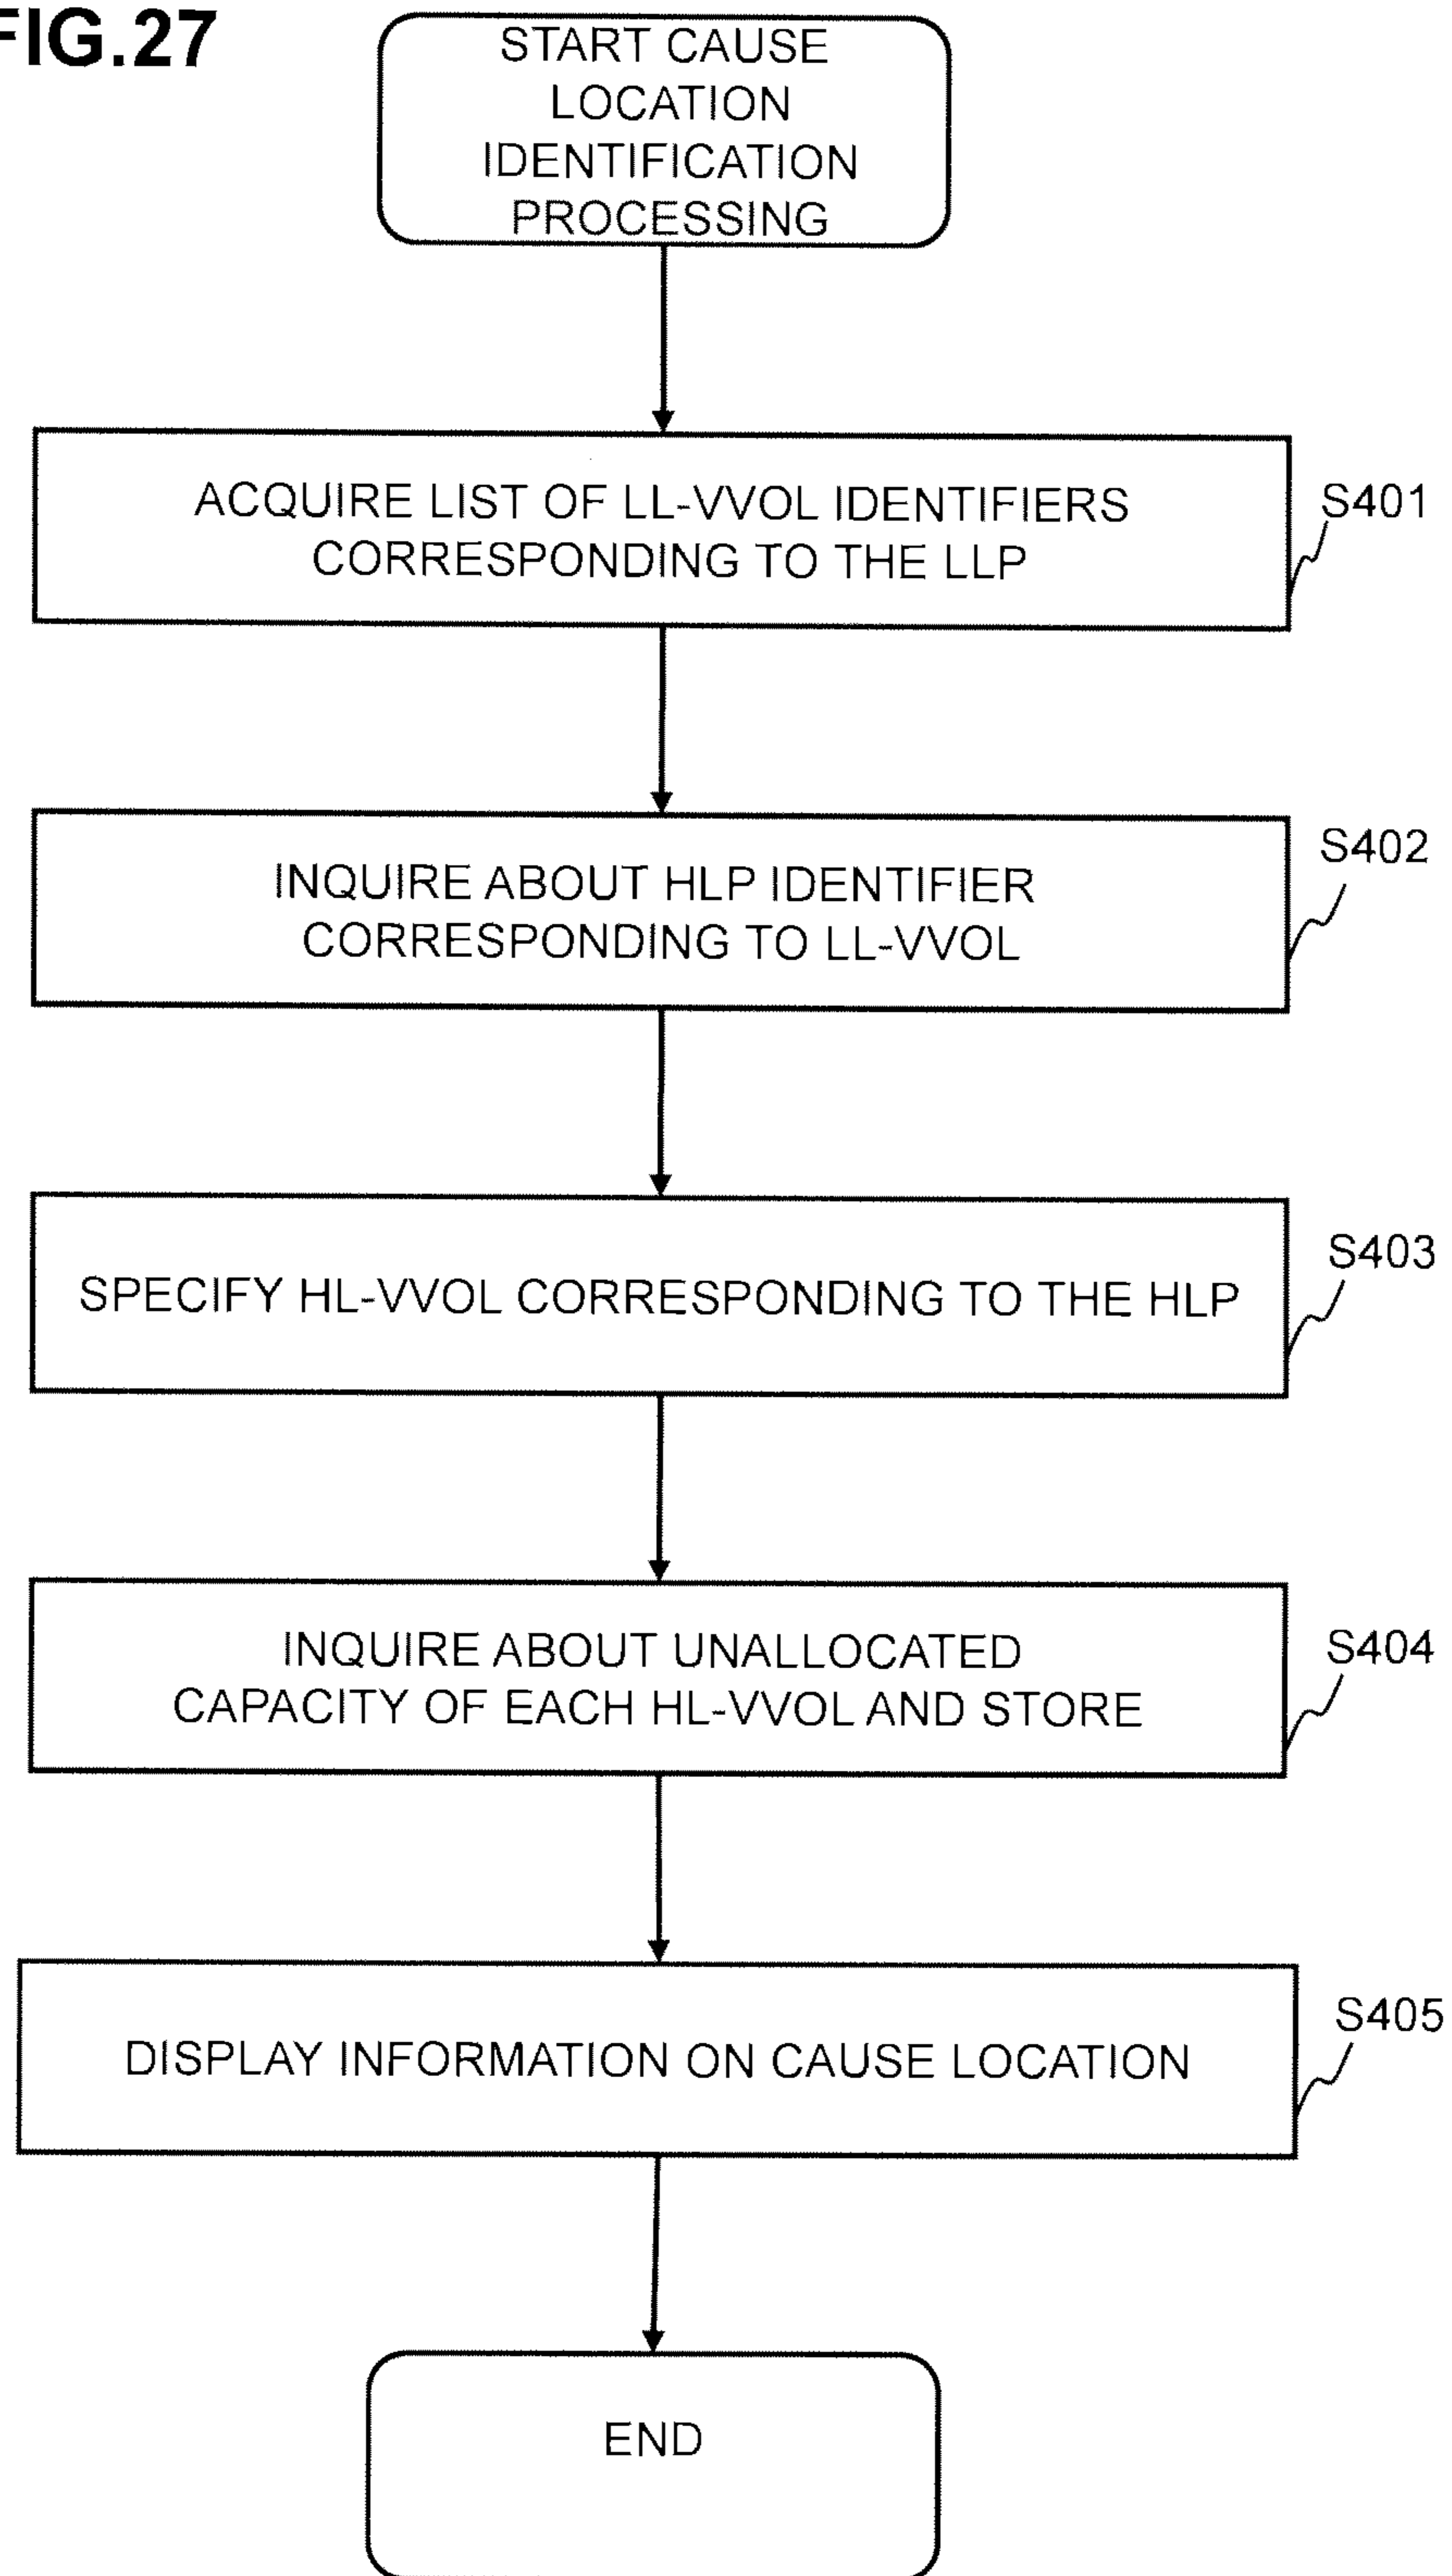 FIG.27
START CAUSE
LOCATION
IDENTIFICATION
PROCESSING
ACQUIRE LIST OF LL-VVOL IDENTIFIERS
CORRESPONDING TO THE LLP
S401
INQUIRE ABOUT HLP IDENTIFIER
CORRESPONDING TO LL-VVOL
S402
SPECIFY HL-VVOL CORRESPONDING TO THE HLP
S403
INQUIRE ABOUT UNALLOCATED
CAPACITY OF EACH HL-VVOL AND STORE
S404
DISPLAY INFORMATION ON CAUSE LOCATION
S405
END